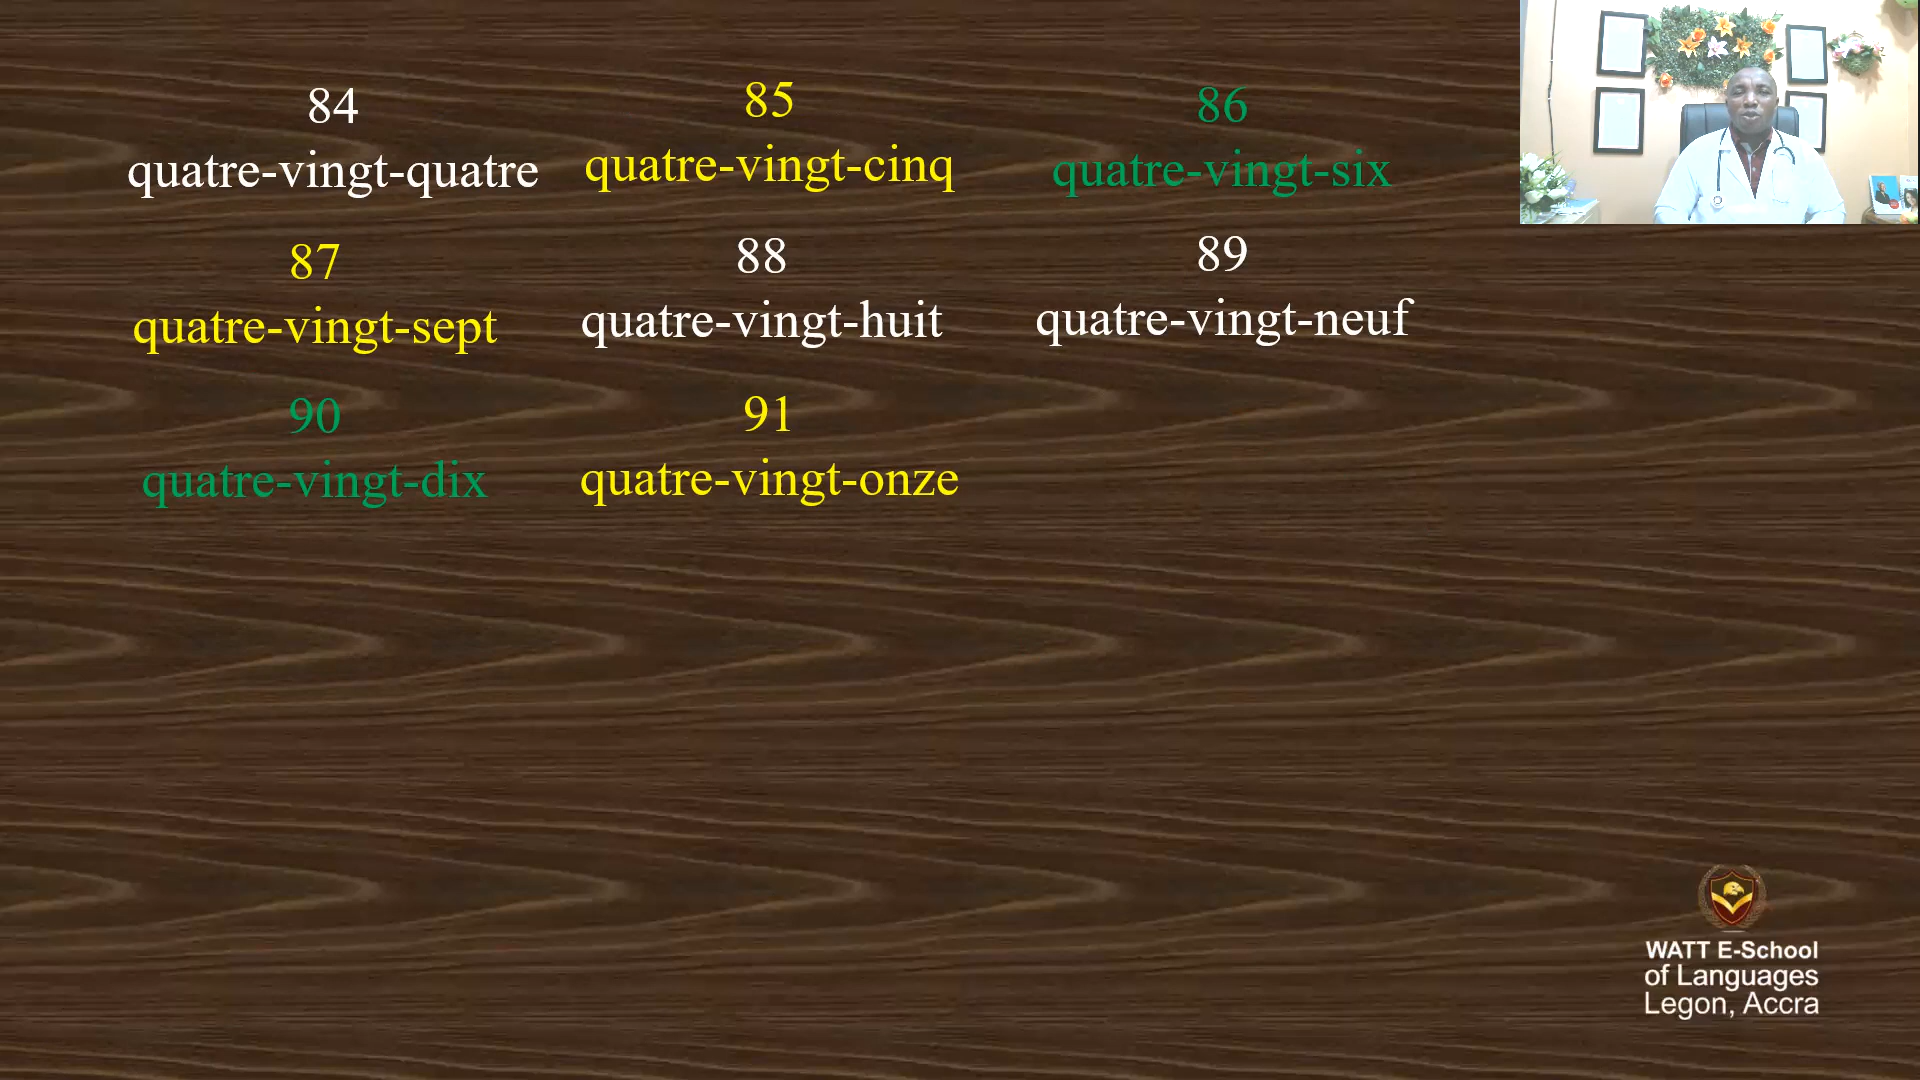 84
quatre-vingt-quatre
85
quatre-vingt-cinq
86
quatre-vingt-six
87
quatre-vingt-sept
88
quatre-vingt-huit
89
quatre-vingt-neuf
90
quatre-vingt-dix
91
quatre-vingt-onze
WATT E-School
of Languages
Legon, Accra